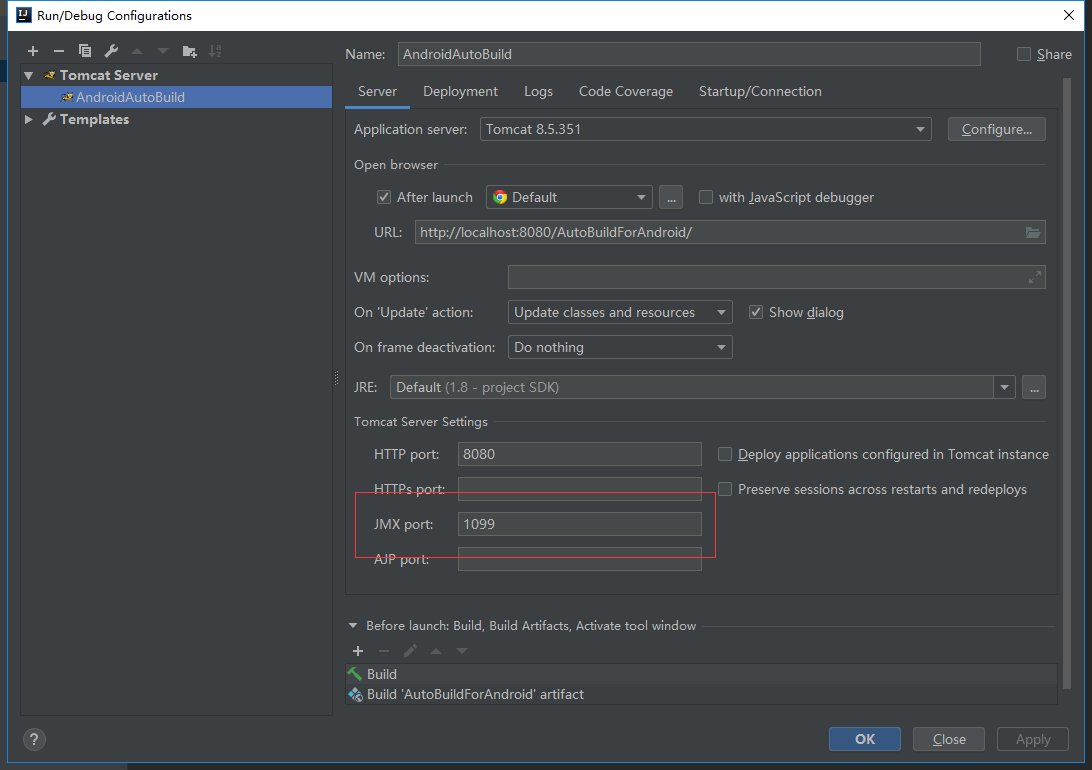 Run/Debug Configurations
Name: AndroidAutoBuild Share
Tomcat Server
AndroidAutoBuild
Templates
Server Deployment Logs Code Coverage Startup/Connection
Application server: Tomcat 8.5.351 Configure...
Open browser
After launch Default ... with JavaScript debugger
URL: http://localhost:8080/AutoBuildForAndroid/
VM options:
On 'Update' action: Update classes and resources Show dialog
On frame deactivation: Do nothing
JRE: Default (1.8 - project SDK) ...
Tomcat Server Settings
HTTP port: 8080 Deploy applications configured in Tomcat instance
HTTPs port: Preserve sessions across restarts and redeploys
JMX port: 1099
AJP port:
Before launch: Build, Build Artifacts, Activate tool window
Build
Build 'AutoBuildForAndroid' artifact
? OK Close Apply